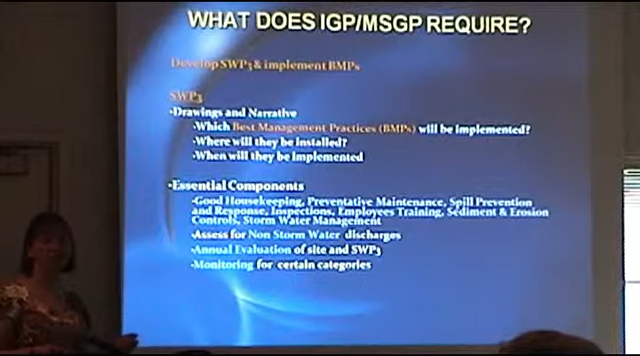 WHAT DOES IGP/MSGP REQUIRE?
Develop SWP3 & implement BMPs
SWP3
-Drawings and Narrative
-Which Best Management Practices (BMPs) will be implemented?
-Where will they be installed?
-When will they be Implemented
-Essential Components
-Good Housekeeping, Preventative Maintenance, Spill Prevention
and Response, Inspections, Employees Training, Sediment & Erosion
Controls, Storm Water Management
-Assess for Non Storm Water discharges
-Annual Evaluation of site and SWP3
-Monitoring for certain categories